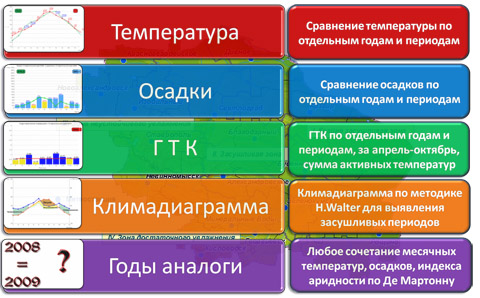 Температура
Сравнение температуры по
отдельным годам и периодам
Осадки
Сравнение осадков по
отдельным годам и периодам
Г Т К
ГТК по отдельным годам и
периодам, за апрель-октябрь,
сумма активных температур
Климадиаграмма
Климадиаграмма по методике
H.Walter для выявления
засушливых периодов
2008
=
2009
?
Годы аналоги
Любое сочетание месячных
температур, осадков, индекса
аридности по Де Мартонну